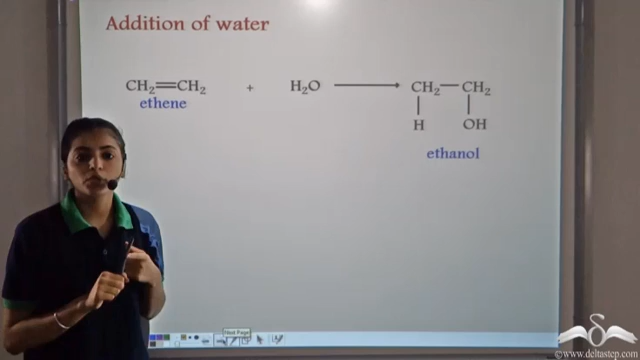 Addition of water
CH₂=CH₂ + H₂O ⟶ CH₂—CH₂
ethene
H OH
ethanol
Next Page
©www.deltastep.com